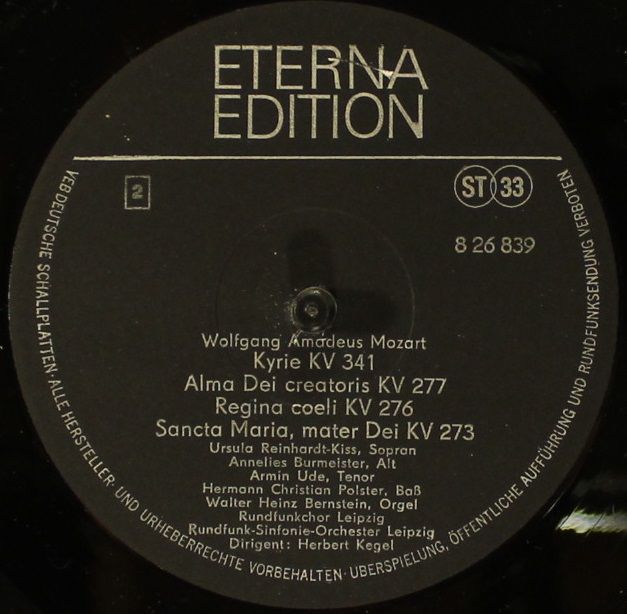 ETERNA
EDITION
2
ST 33
8 26 839
Wolfgang Amadeus Mozart
Kyrie KV 341
Alma Dei creatoris KV 277
Regina coeli KV 276
Sancta Maria, mater Dei KV 273
Ursula Reinhardt-Kiss, Sopran
Annelies Burmeister, Alt
Armin Ude, Tenor
Hermann Christian Polster, Baß
Walter Heinz Bernstein, Orgel
Rundfunkchor Leipzig
Rundfunk-Sinfonie-Orchester Leipzig
Dirigent: Herbert Kegel
VEB DEUTSCHE SCHALLPLATTEN · ALLE HERSTELLER- UND URHEBERRECHTE VORBEHALTEN · ÜBERSPIELUNG, ÖFFENTLICHE AUFFÜHRUNG UND RUNDFUNKSENDUNG VERBOTEN